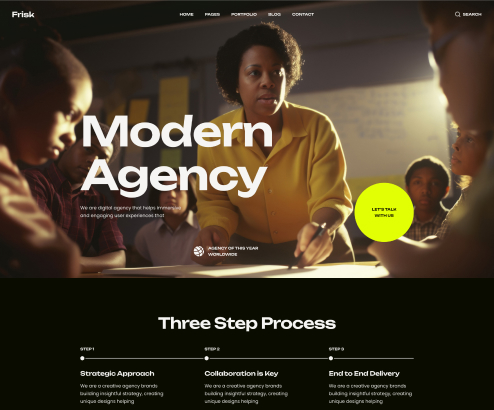 Frisk
HOME PAGES PORTFOLIO BLOG CONTACT
SEARCH
Modern
Agency
We are digital agency that helps immersive
and engaging user experiences that
LET'S TALK
WITH US
AGENCY OF THIS YEAR
WORLDWIDE
Three Step Process
STEP 1
Strategic Approach
We are a creative agency brands
building insightful strategy, creating
unique designs helping
STEP 2
Collaboration is Key
We are a creative agency brands
building insightful strategy, creating
unique designs helping
STEP 3
End to End Delivery
We are a creative agency brands
building insightful strategy, creating
unique designs helping